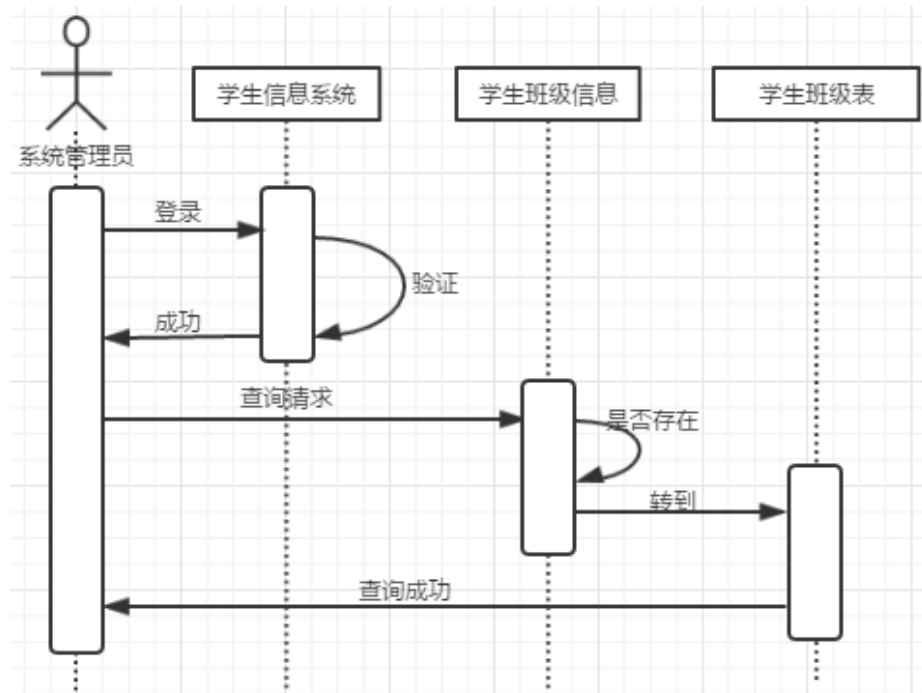 学生信息系统
学生班级信息
学生班级表
系统管理员
登录
验证
成功
查询请求
是否存在
转到
查询成功